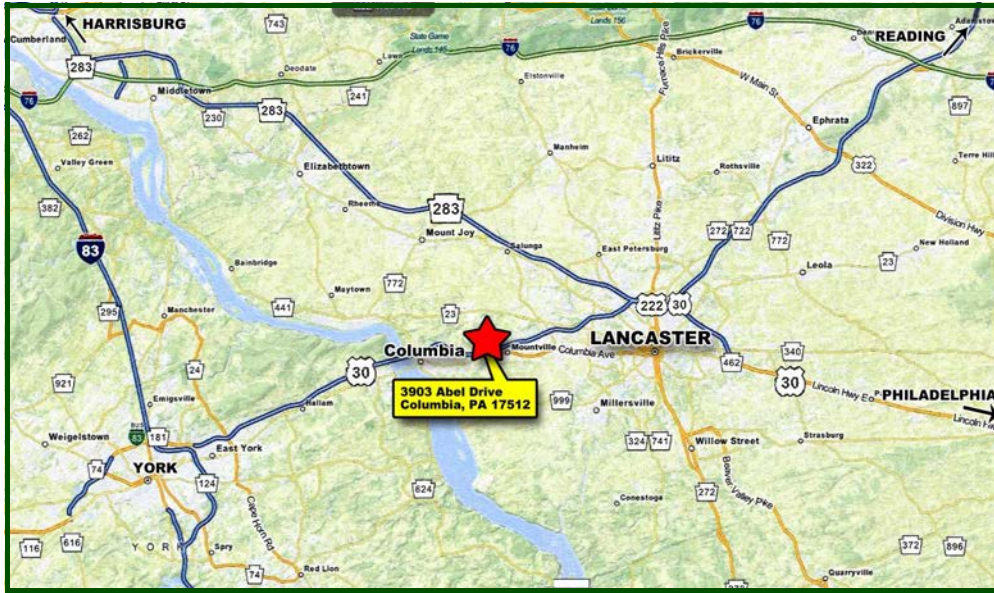 HARRISBURG
743
State Game
Lands 145
State Game
Lands 156
76
READING
Cumberland
283
Deodate
Lawn
76
Elstonville
Brickerville
Furnace Hills Pike
W Main St
76
Middletown
230
283
241
897
262
Valley Green
Ephrata
Manheim
Elizabethtown
Lititz
Rothsville
322
Terre Hill
382
Rheems
283
Lititz Pike
Division Hwy
83
Mount Joy
Salunga
East Petersburg
272
722
772
New Holland
23
Bainbridge
772
Leola
Maytown
441
295
Manchester
23
222
30
LANCASTER
Columbia
Mountville
Columbia Ave
462
340
30
24
30
3903 Abel Drive
Columbia, PA 17512
921
Emigsville
Hallam
999
Millersville
Lincoln Hwy E
PHILADELPHIA
Weigelstown
BUS
83
181
East York
324
741
Willow Street
Strasburg
74
YORK
124
624
Conestoga
272
Beaver Valley Pike
Cape Horn Rd
116
616
YORK
Spry
74
Red Lion
372
896
Quarryville